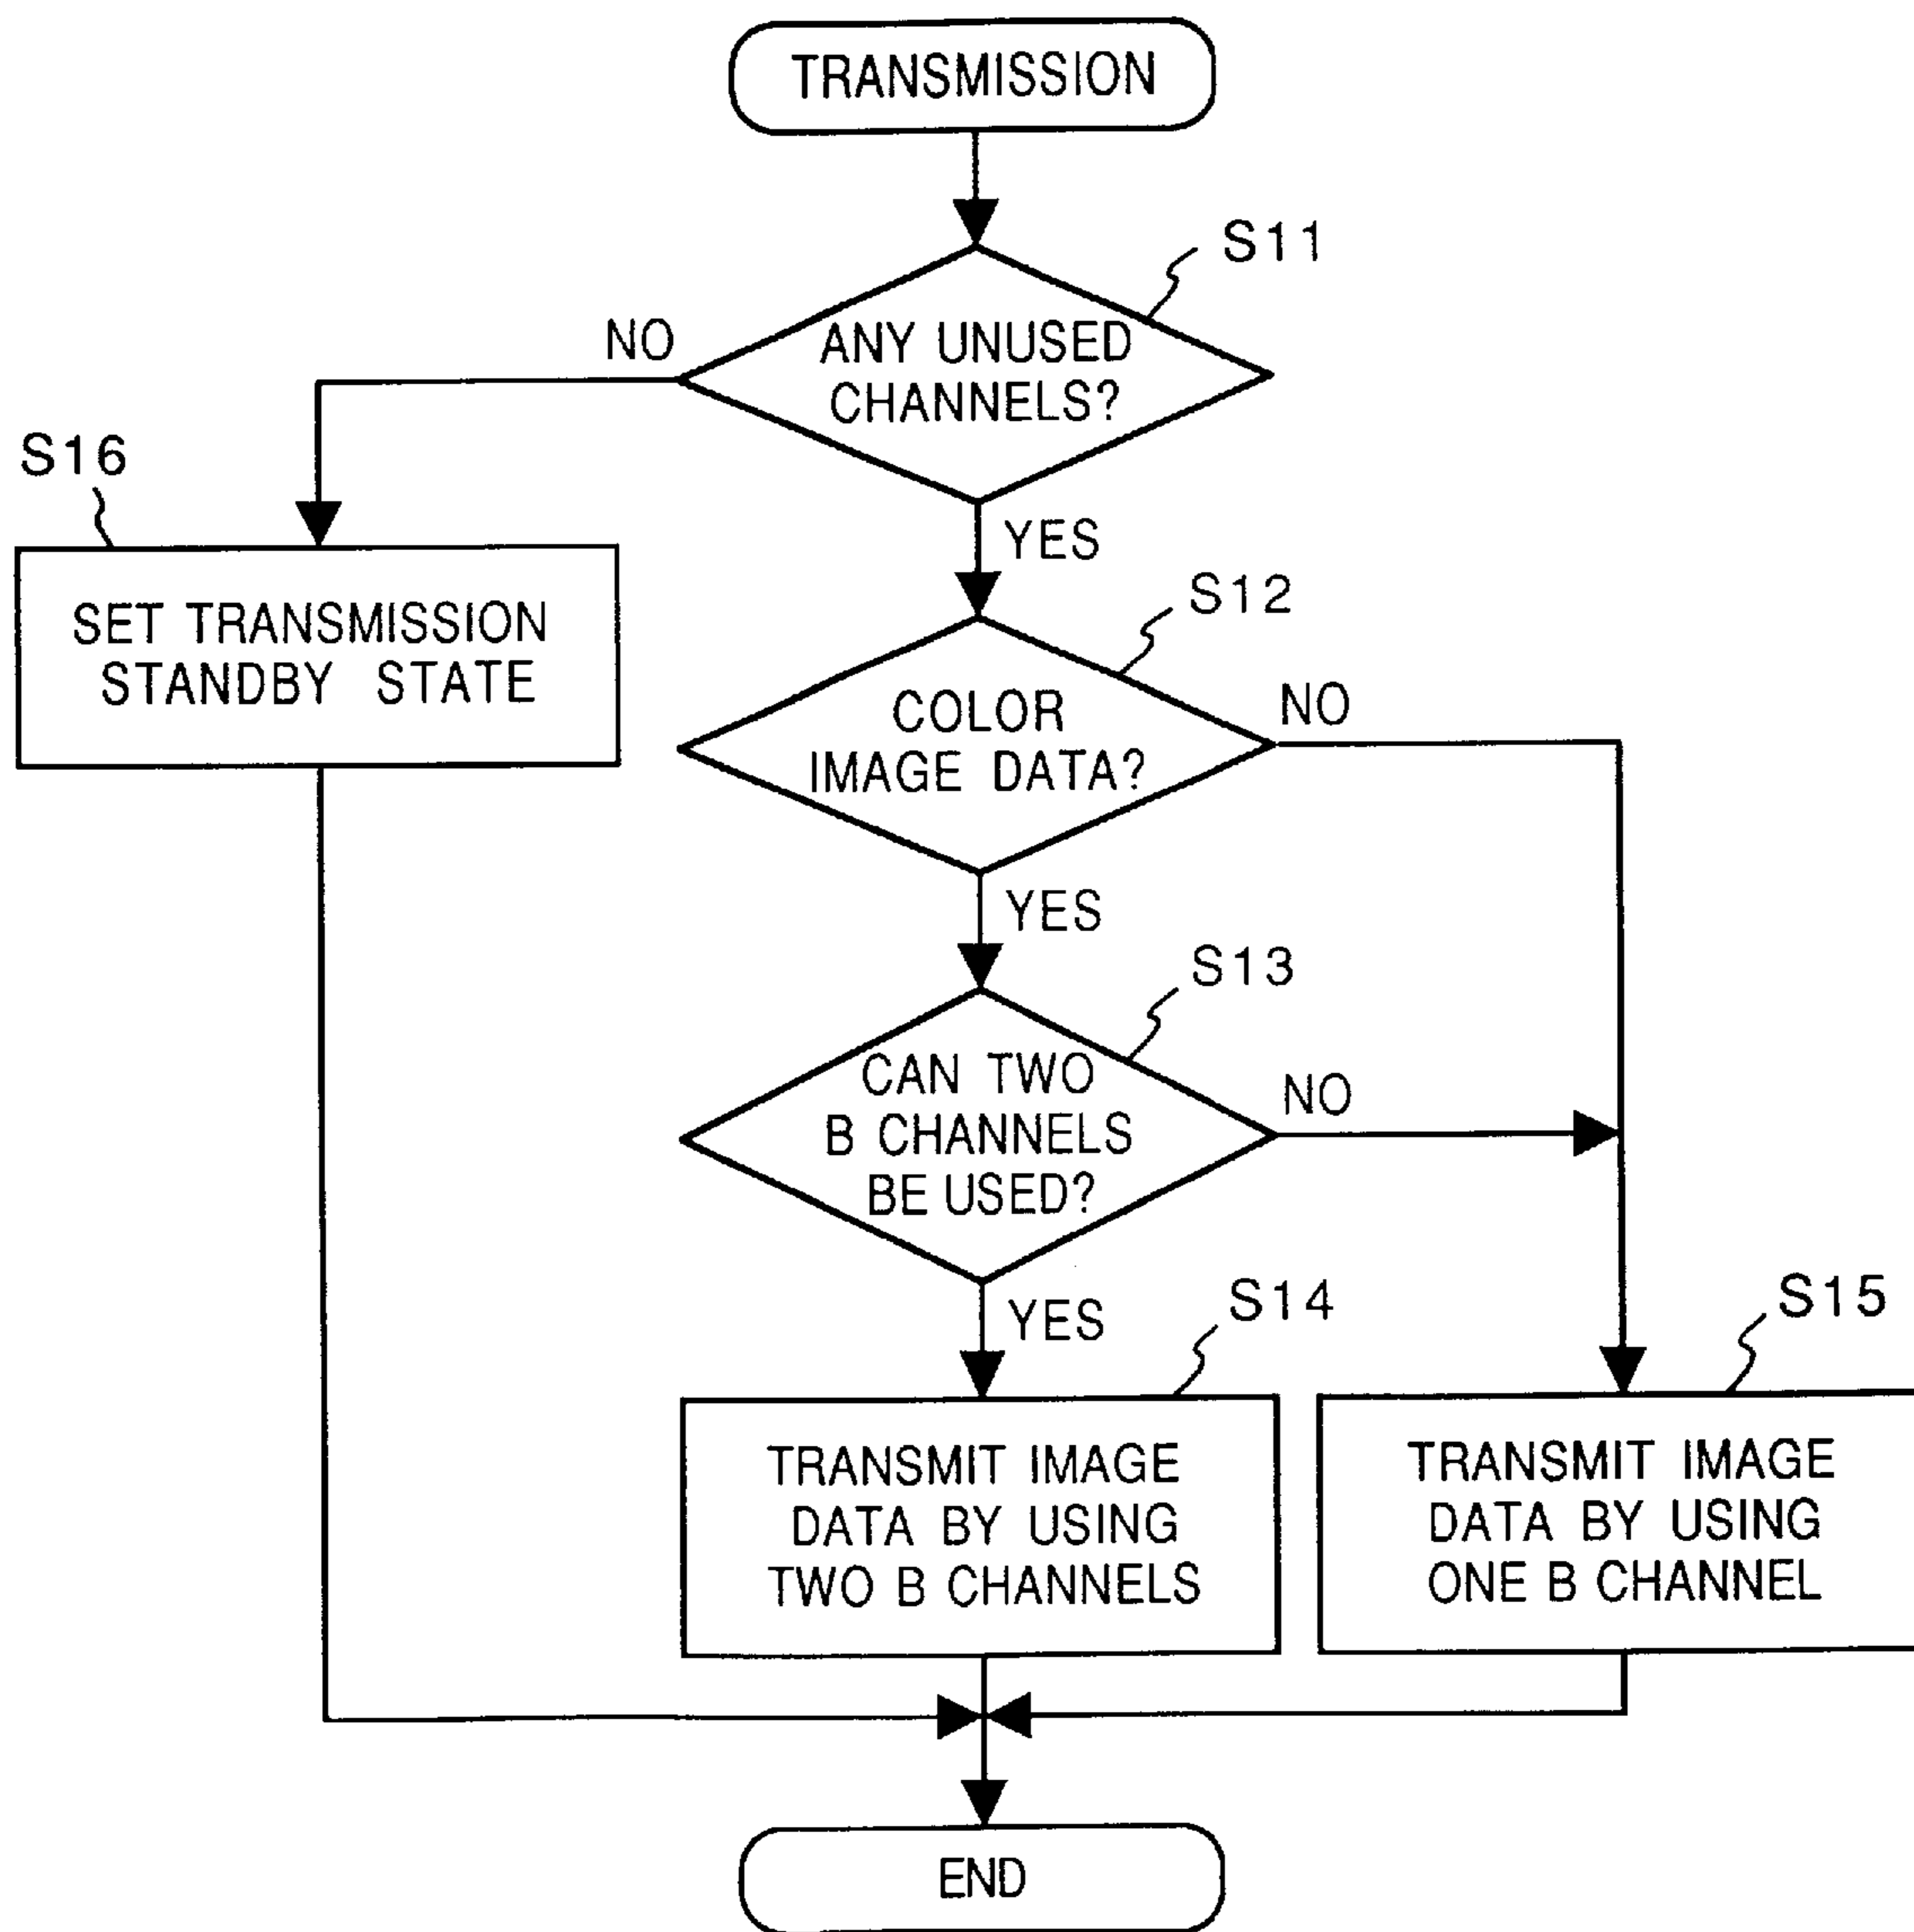 TRANSMISSION
S11
NO
ANY UNUSED
CHANNELS?
S16
YES
SET TRANSMISSION
STANDBY STATE
S12
COLOR
IMAGE DATA?
NO
YES
S13
CAN TWO
B CHANNELS
BE USED?
NO
YES
S14
S15
TRANSMIT IMAGE
DATA BY USING
TWO B CHANNELS
TRANSMIT IMAGE
DATA BY USING
ONE B CHANNEL
END